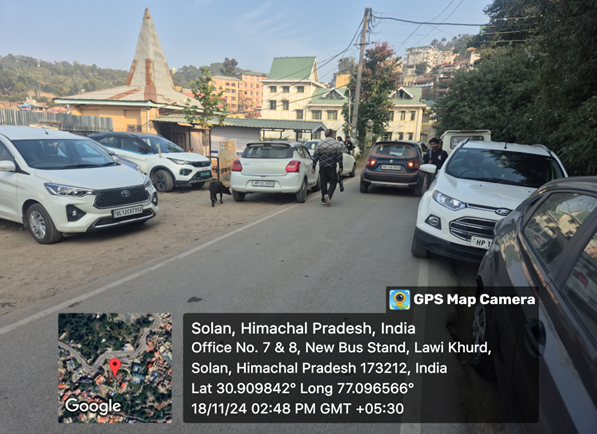 GPS Map Camera
Solan, Himachal Pradesh, India
Office No. 7 & 8, New Bus Stand, Lawi Khurd,
Solan, Himachal Pradesh 173212, India
Lat 30.909842° Long 77.096566°
18/11/24 02:48 PM GMT +05:30
Google